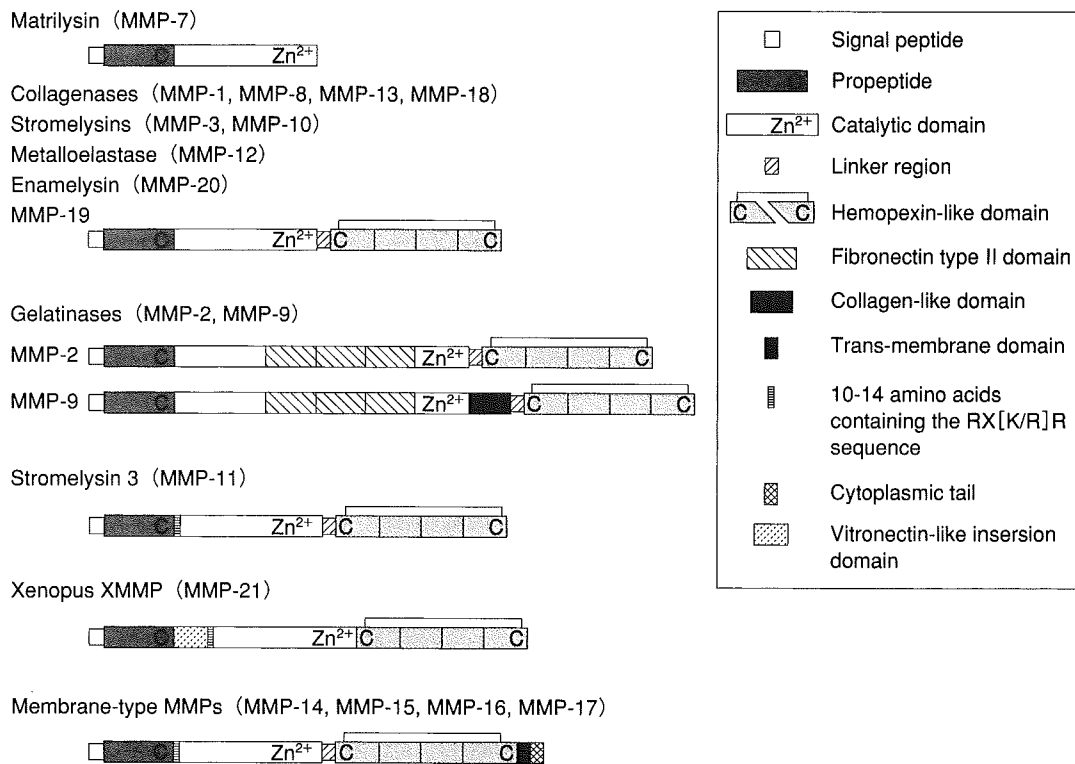 Matrilysin (MMP-7)
C Zn2+
Collagenases (MMP-1, MMP-8, MMP-13, MMP-18)
Stromelysins (MMP-3, MMP-10)
Metalloelastase (MMP-12)
Enamelysin (MMP-20)
MMP-19
C Zn2+ C C
Gelatinases (MMP-2, MMP-9)
MMP-2 C Zn2+ C C
MMP-9 C Zn2+ C C
Stromelysin 3 (MMP-11)
C Zn2+ C C
Xenopus XMMP (MMP-21)
C Zn2+ C C
Membrane-type MMPs (MMP-14, MMP-15, MMP-16, MMP-17)
C Zn2+ C C
Signal peptide
Propeptide
Zn2+ Catalytic domain
Linker region
C C Hemopexin-like domain
Fibronectin type II domain
Collagen-like domain
Trans-membrane domain
10-14 amino acids
containing the RX[K/R]R
sequence
Cytoplasmic tail
Vitronectin-like insersion
domain